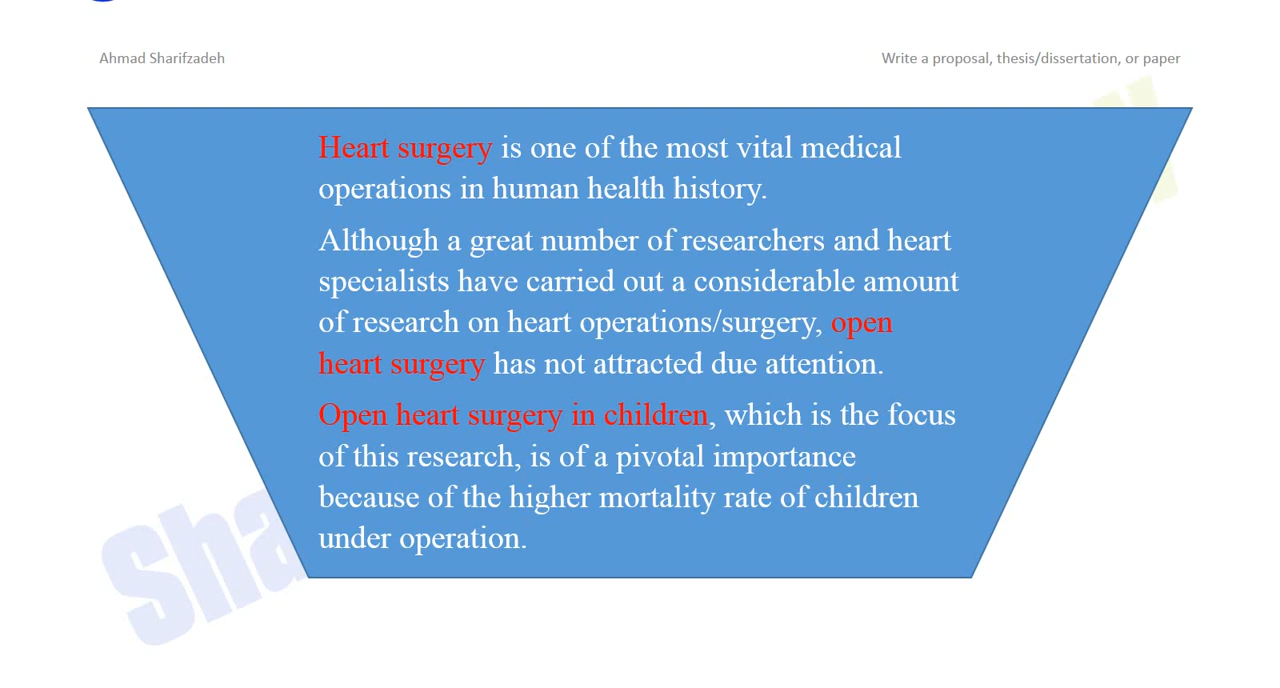 Ahmad Sharifzadeh
Write a proposal, thesis/dissertation, or paper
Heart surgery is one of the most vital medical
operations in human health history.
Although a great number of researchers and heart
specialists have carried out a considerable amount
of research on heart operations/surgery, open
heart surgery has not attracted due attention.
Open heart surgery in children, which is the focus
of this research, is of a pivotal importance
because of the higher mortality rate of children
under operation.
Sha